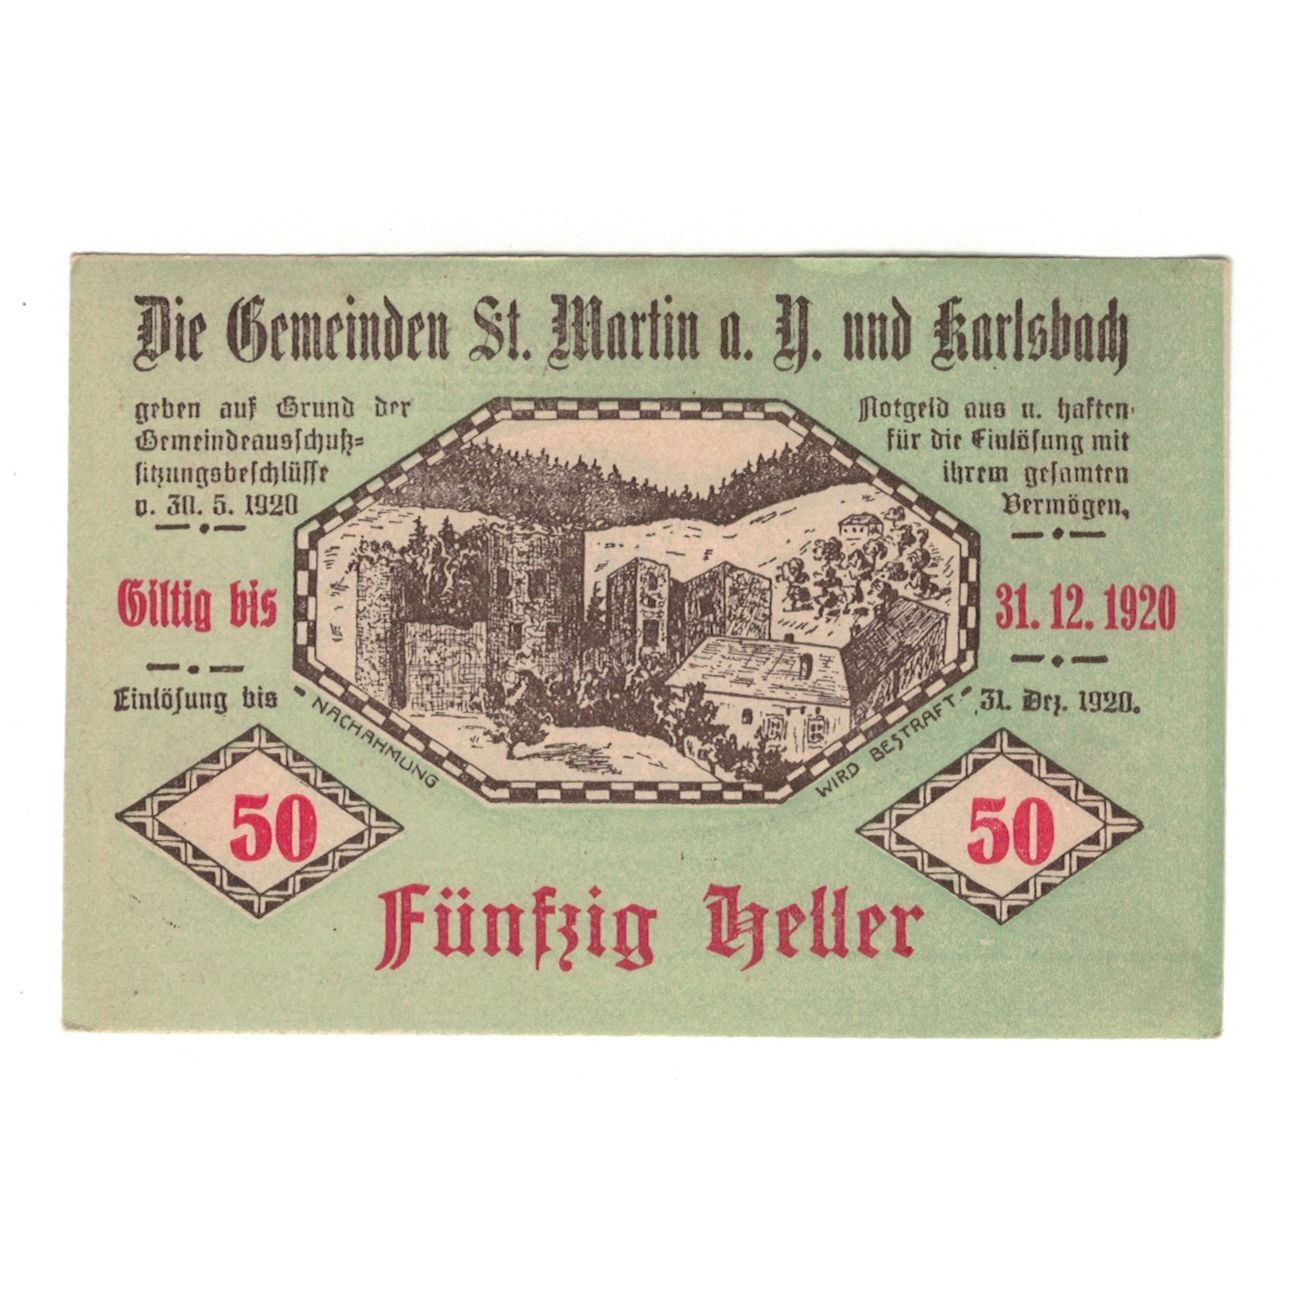 Die Gemeinden St. Martin a. Y. und Karlsbach
geben auf Grund der
Gemeindeausschuß=
sitzungsbeschlüsse
v. 30. 5. 1920
Notgeld aus u. haften
für die Einlösung mit
ihrem gesamten
Vermögen.
Giltig bis
31. 12. 1920
Einlösung bis
31. Dez. 1920.
- NACHAHMUNG
WIRD BESTRAFT -
50
50
Fünfzig Heller